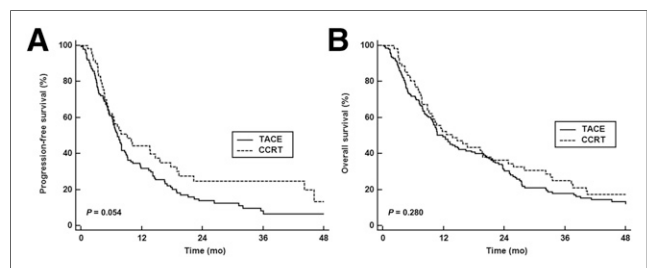 A
100
80
60
40
20
0
Progression-free survival (%)
TACE
CCRT
P = 0.054
0 12 24 36 48
Time (mo)
B
100
80
60
40
20
0
Overall survival (%)
TACE
CCRT
P = 0.280
0 12 24 36 48
Time (mo)